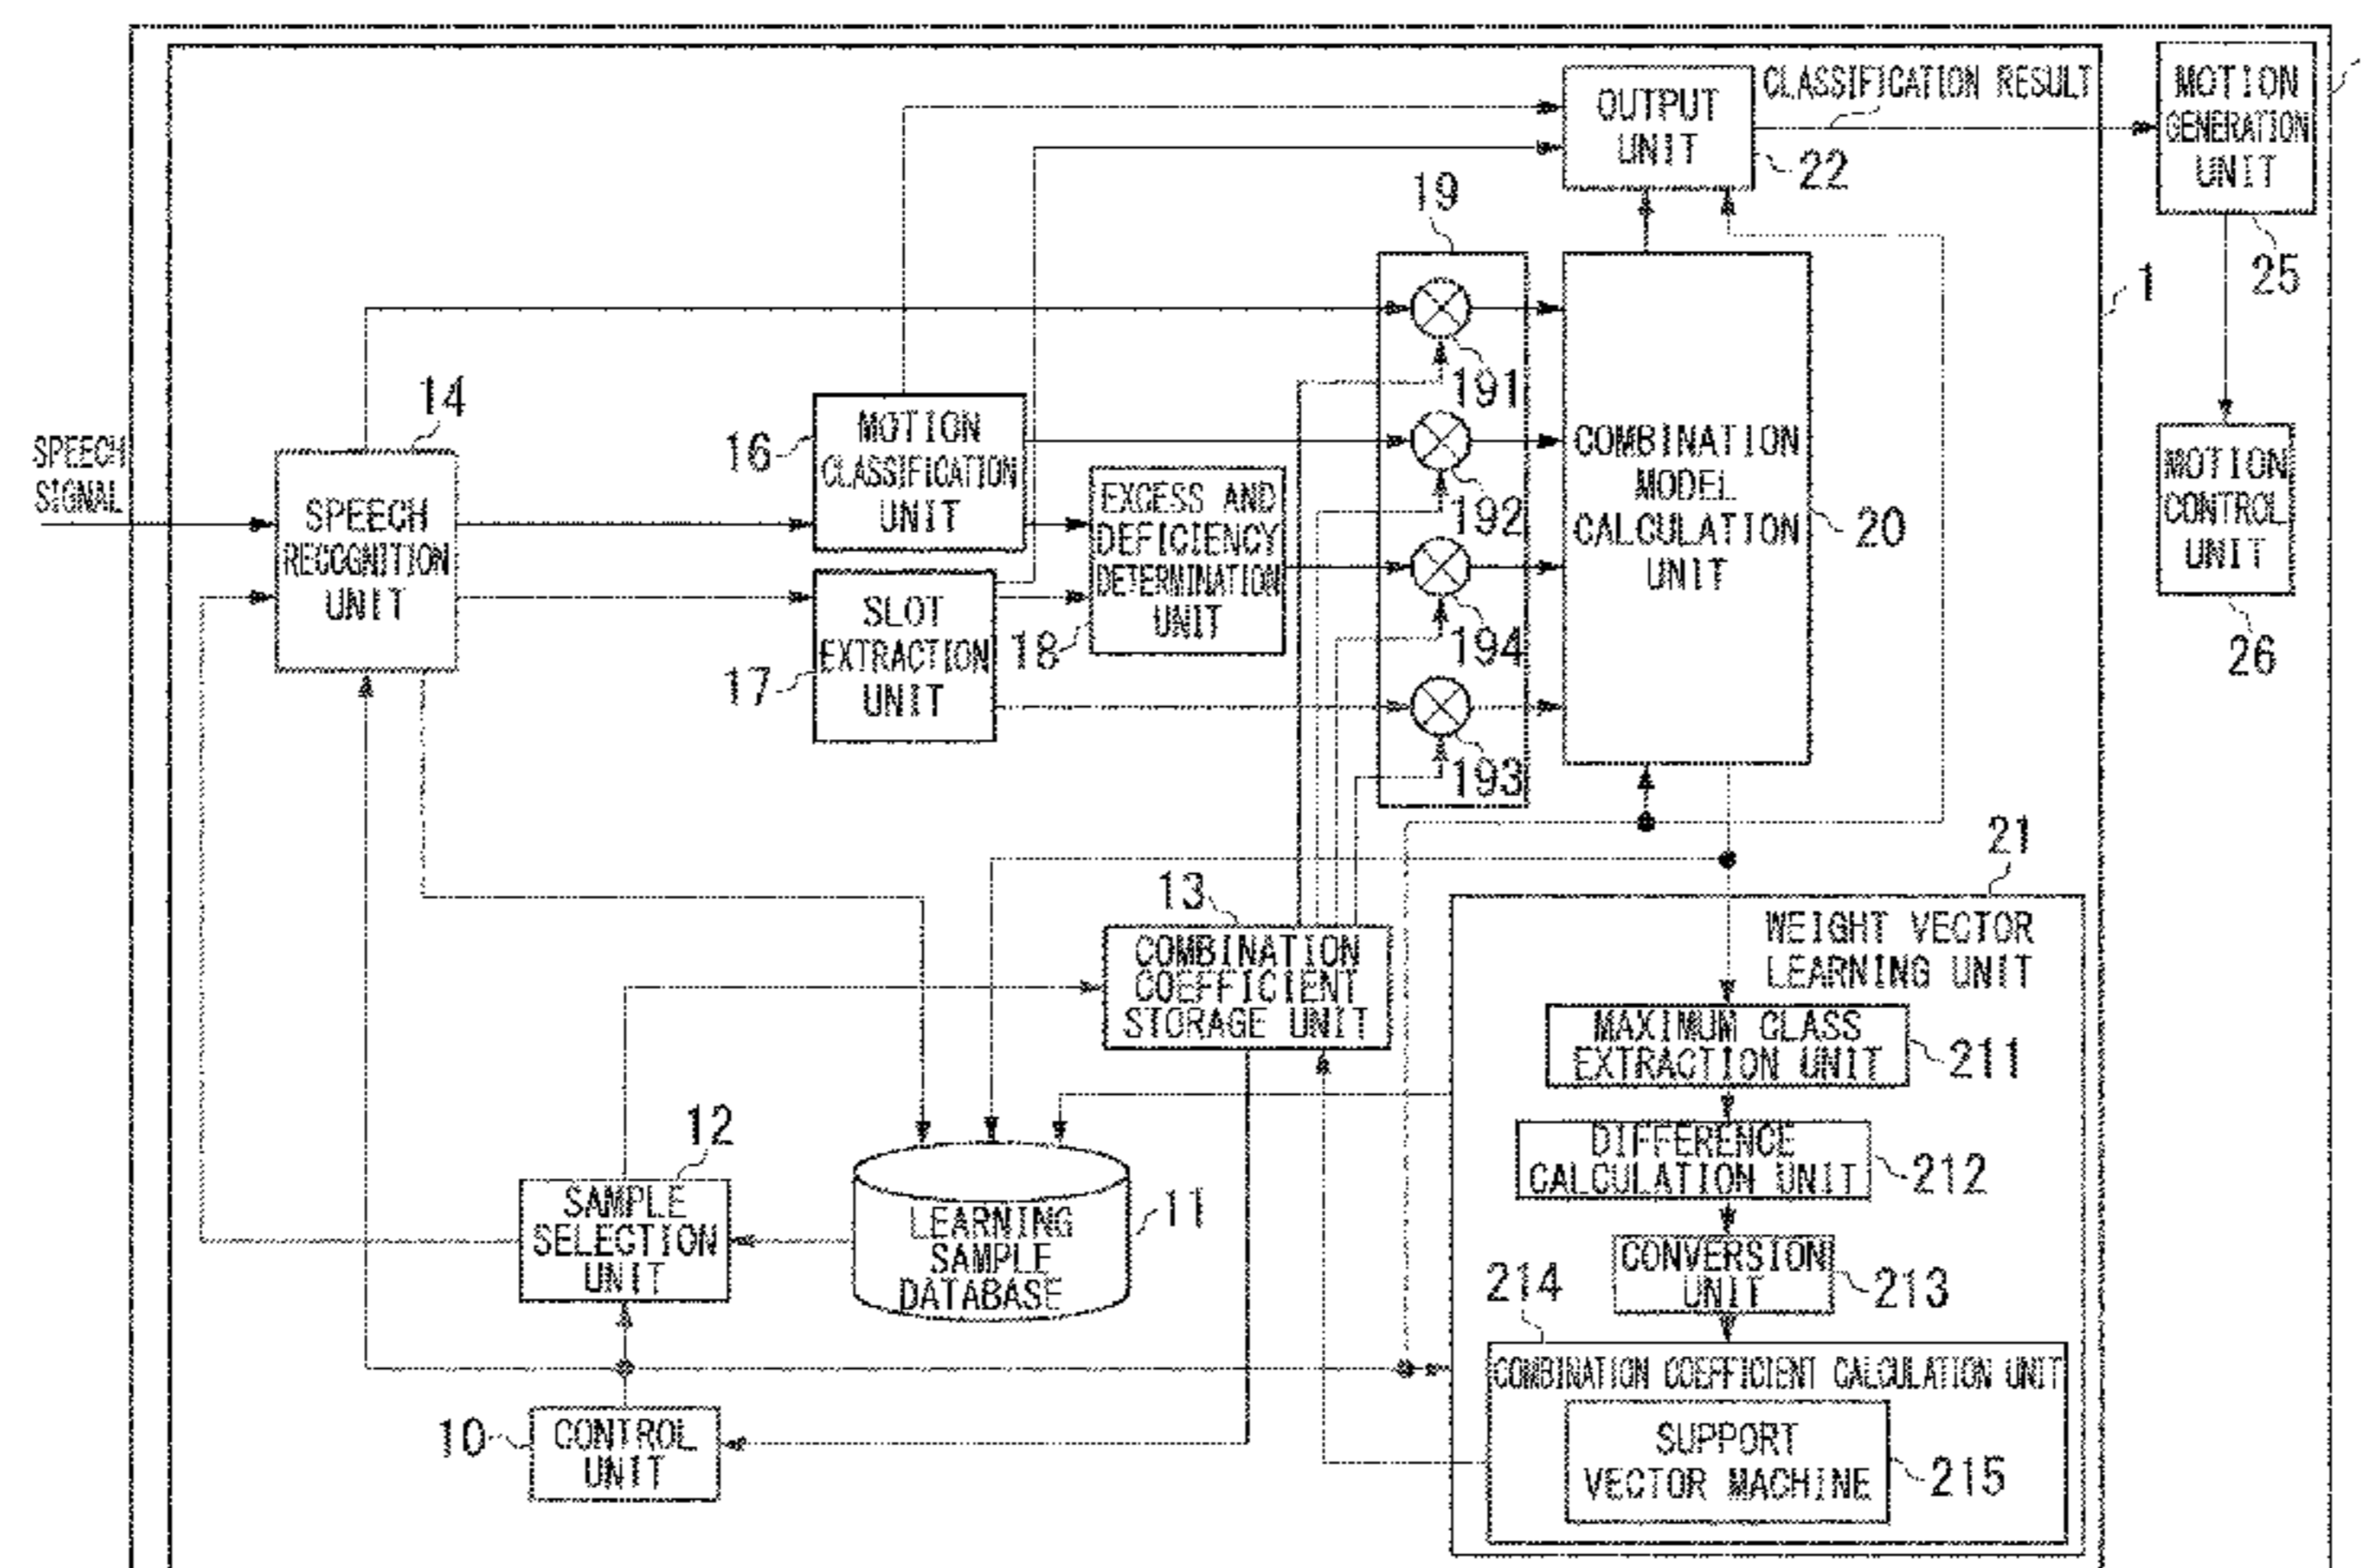 CLASSIFICATION RESULT
OUTPUT
UNIT
22
MOTION
GENERATION
UNIT
25
19
1
14
SPEECH
SIGNAL
SPEECH
RECOGNITION
UNIT
16
MOTION
CLASSIFICATION
UNIT
EXCESS AND
DEFICIENCY
DETERMINATION
UNIT
18
17
SLOT
EXTRACTION
UNIT
191
192
194
193
COMBINATION
MODEL
CALCULATION
UNIT
20
MOTION
CONTROL
UNIT
26
21
13
COMBINATION
COEFFICIENT
STORAGE UNIT
WEIGHT VECTOR
LEARNING UNIT
MAXIMUM CLASS
EXTRACTION UNIT
211
DIFFERENCE
CALCULATION UNIT
212
CONVERSION
UNIT
213
12
SAMPLE
SELECTION
UNIT
LEARNING
SAMPLE
DATABASE
11
214
COMBINATION COEFFICIENT CALCULATION UNIT
SUPPORT
VECTOR MACHINE
215
10
CONTROL
UNIT